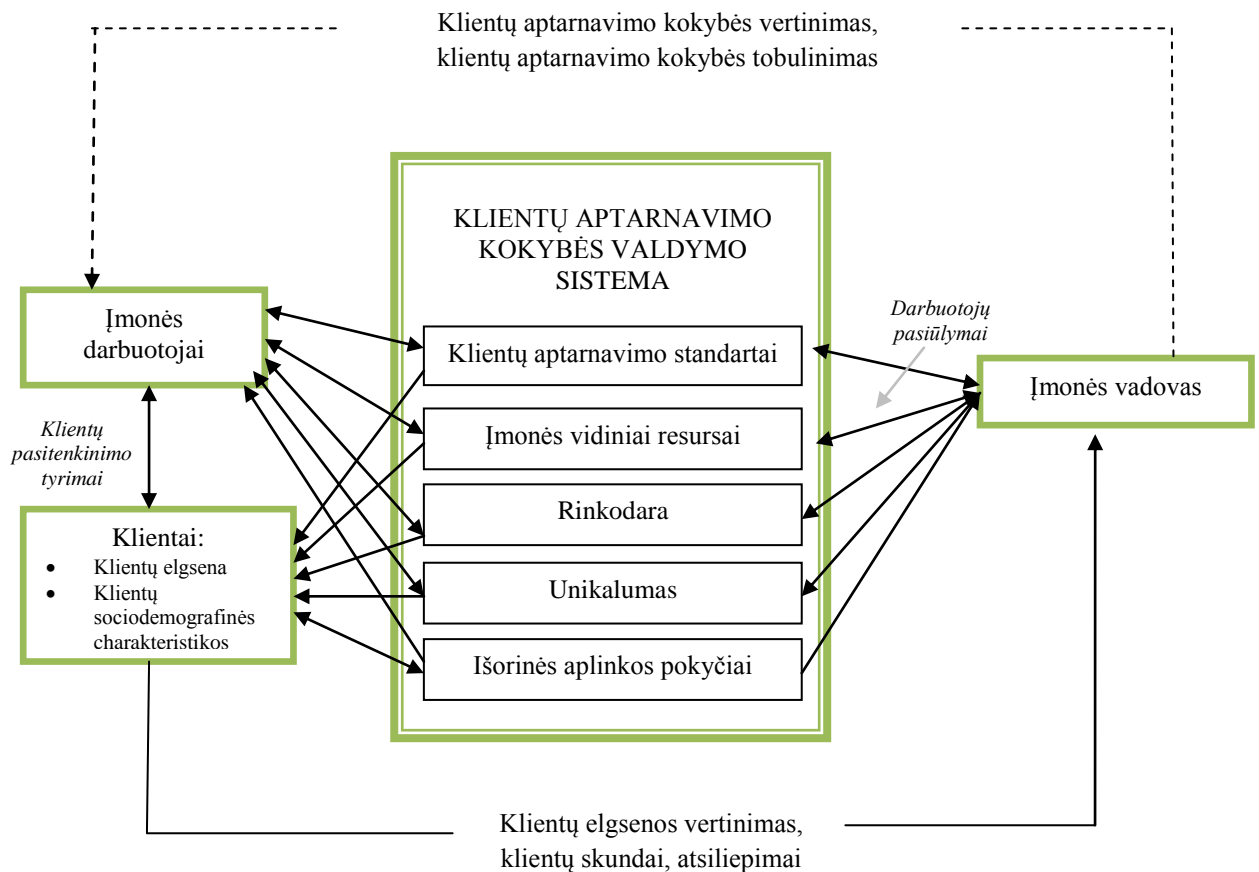 Klientų aptarnavimo kokybės vertinimas,
klientų aptarnavimo kokybės tobulinimas
KLIENTŲ APTARNAVIMO
KOKYBĖS VALDYMO
SISTEMA
Įmonės
darbuotojai
Klientų
pasitenkinimo
tyrimai
Klientai:
• Klientų elgsena
• Klientų
sociodemografinės
charakteristikos
Klientų aptarnavimo standartai
Įmonės vidiniai resursai
Rinkodara
Unikalumas
Išorinės aplinkos pokyčiai
Darbuotojų
pasiūlymai
Įmonės vadovas
Klientų elgsenos vertinimas,
klientų skundai, atsiliepimai